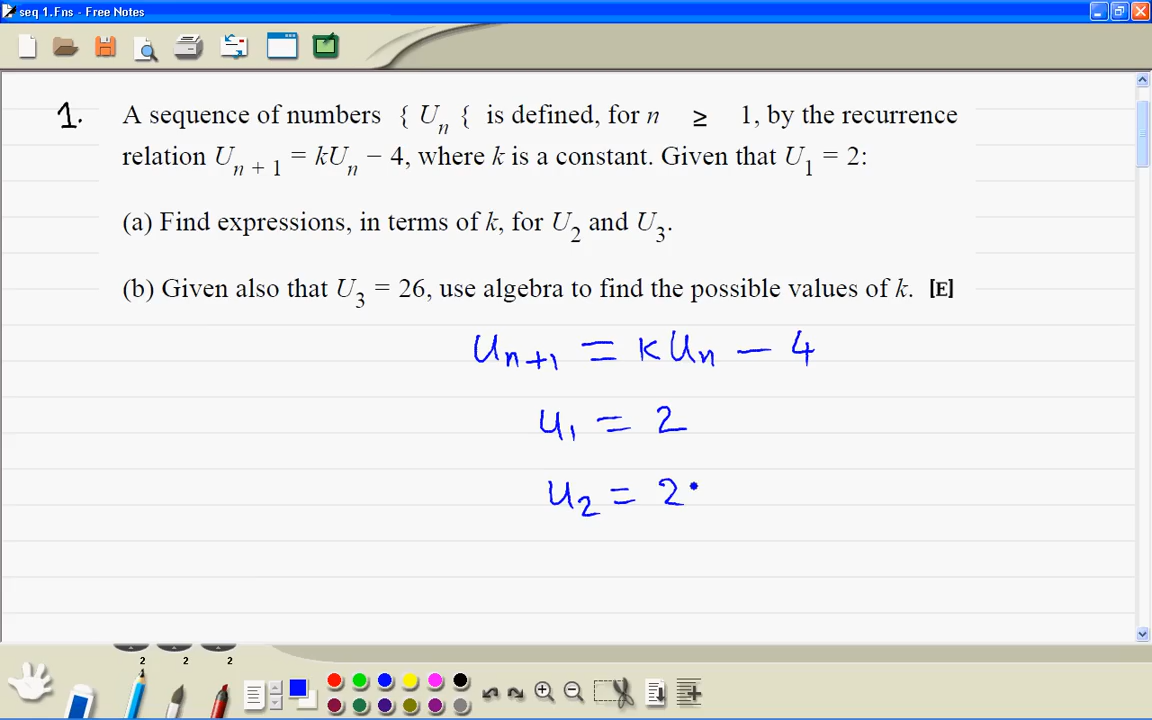 seq 1.Fns - Free Notes
1. A sequence of numbers { Uₙ { is defined, for n ≥ 1, by the recurrence
relation Uₙ ₊ ₁ = kUₙ − 4, where k is a constant. Given that U₁ = 2:
(a) Find expressions, in terms of k, for U₂ and U₃.
(b) Given also that U₃ = 26, use algebra to find the possible values of k. [E]
Uₙ₊₁ = kUₙ − 4
u₁ = 2
u₂ = 2
2 2 2